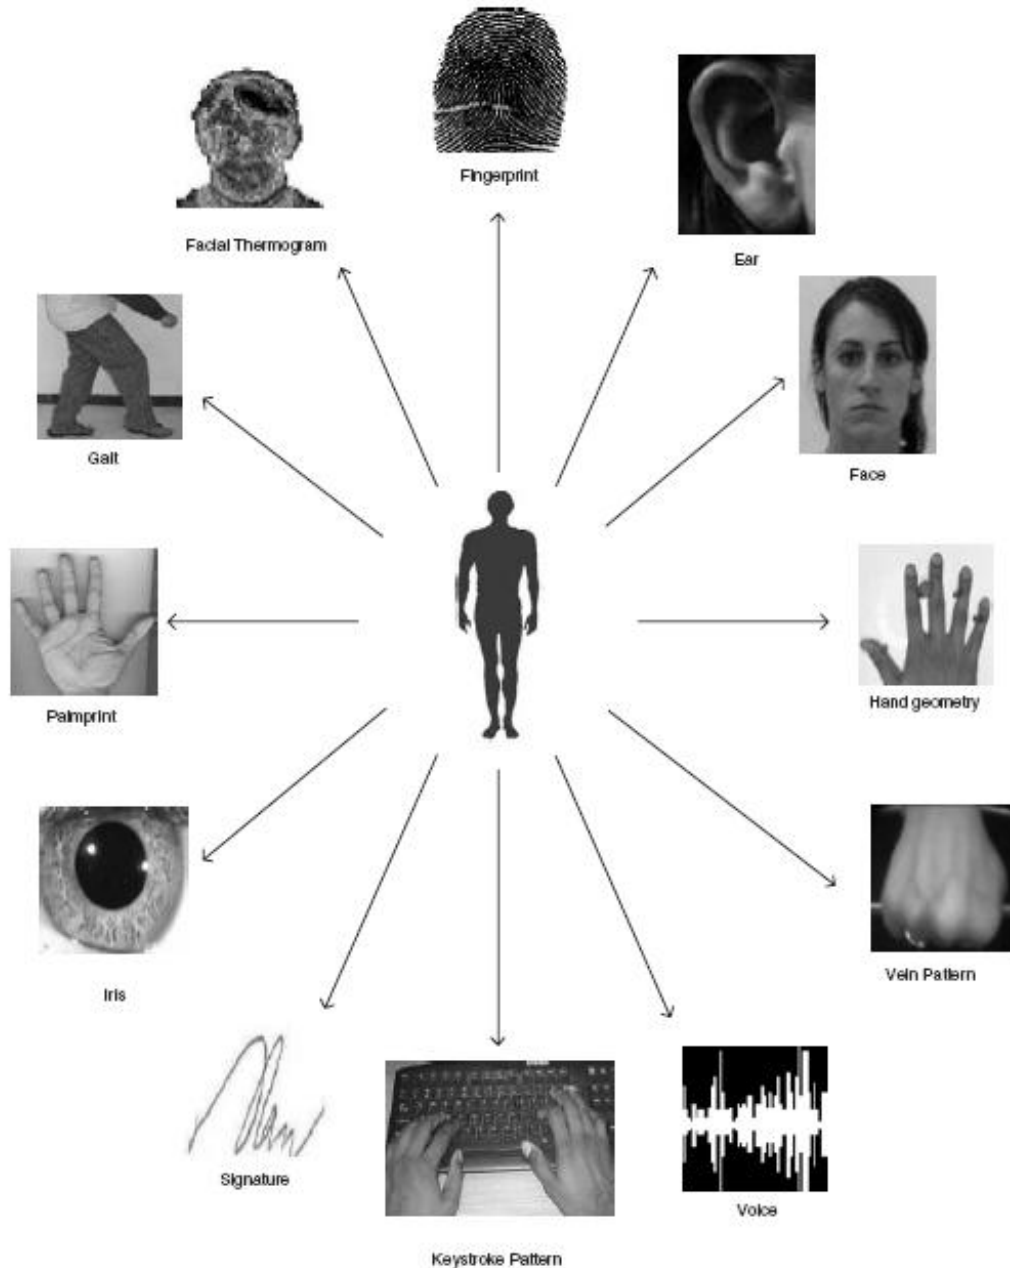 Fingerprint
Facial Thermogram
Ear
Gait
Face
Palmprint
Hand geometry
Iris
Vein Pattern
Signature
Keystroke Pattern
Voice